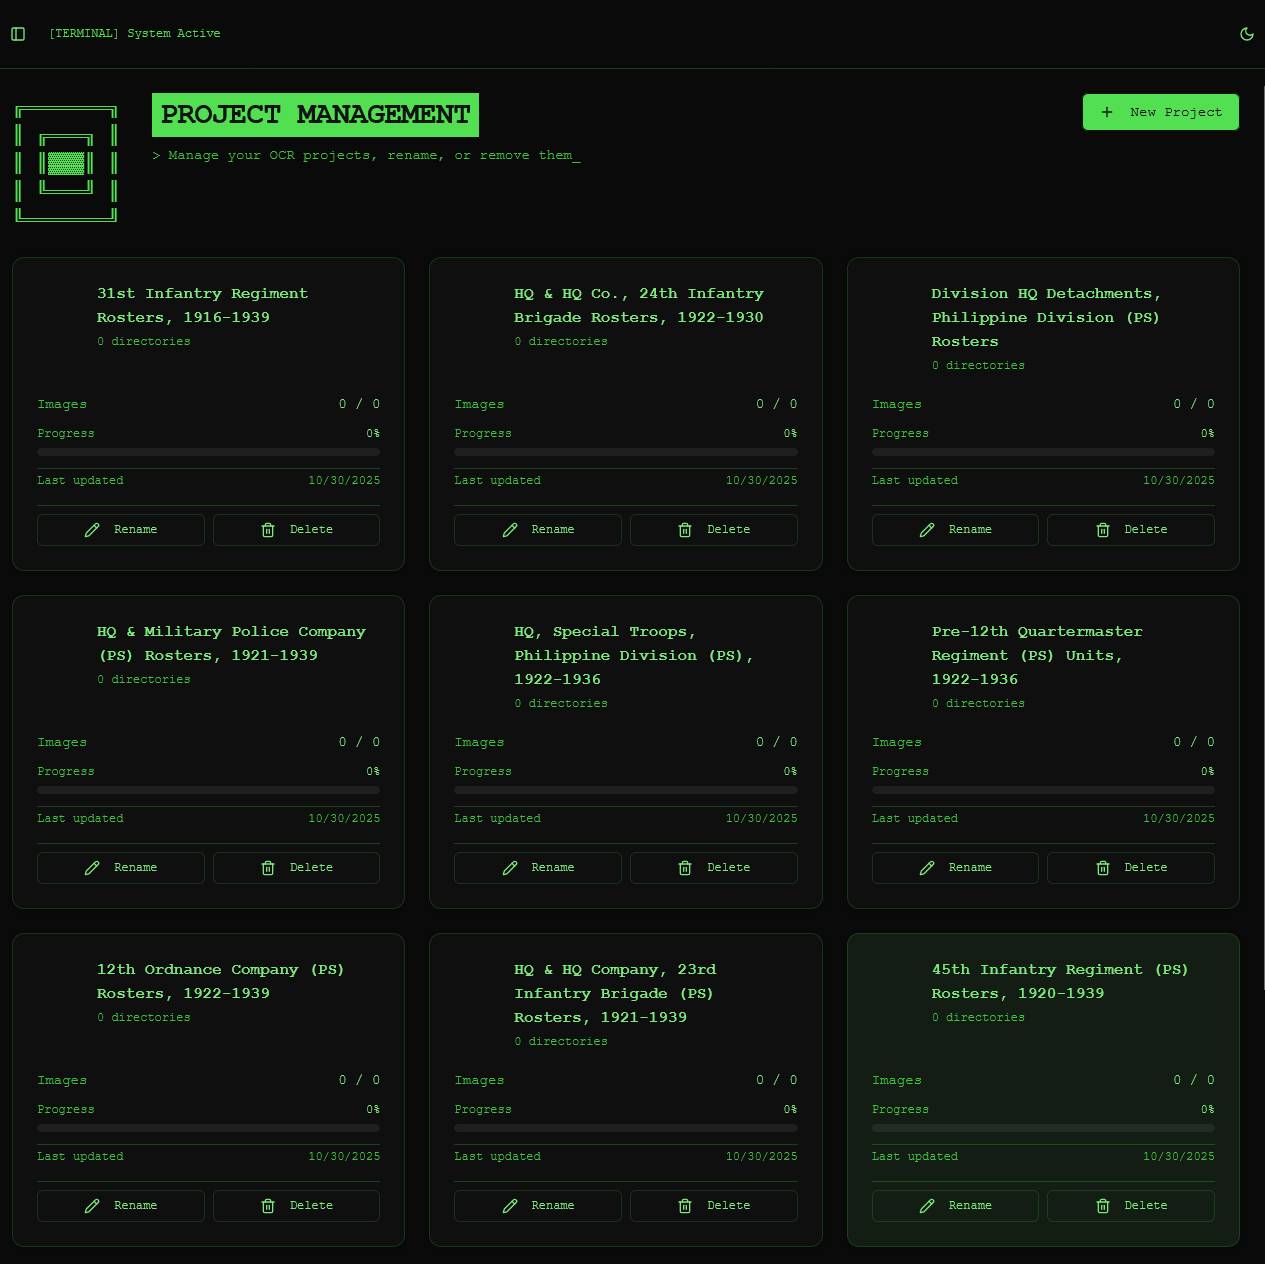 [TERMINAL] System Active
PROJECT MANAGEMENT
+ New Project
> Manage your OCR projects, rename, or remove them_
31st Infantry Regiment
Rosters, 1916-1939
0 directories
Images 0 / 0
Progress 0%
Last updated 10/30/2025
Rename Delete
HQ & HQ Co., 24th Infantry
Brigade Rosters, 1922-1930
0 directories
Images 0 / 0
Progress 0%
Last updated 10/30/2025
Rename Delete
Division HQ Detachments,
Philippine Division (PS)
Rosters
0 directories
Images 0 / 0
Progress 0%
Last updated 10/30/2025
Rename Delete
HQ & Military Police Company
(PS) Rosters, 1921-1939
0 directories
Images 0 / 0
Progress 0%
Last updated 10/30/2025
Rename Delete
HQ, Special Troops,
Philippine Division (PS),
1922-1936
0 directories
Images 0 / 0
Progress 0%
Last updated 10/30/2025
Rename Delete
Pre-12th Quartermaster
Regiment (PS) Units,
1922-1936
0 directories
Images 0 / 0
Progress 0%
Last updated 10/30/2025
Rename Delete
12th Ordnance Company (PS)
Rosters, 1922-1939
0 directories
Images 0 / 0
Progress 0%
Last updated 10/30/2025
Rename Delete
HQ & HQ Company, 23rd
Infantry Brigade (PS)
Rosters, 1921-1939
0 directories
Images 0 / 0
Progress 0%
Last updated 10/30/2025
Rename Delete
45th Infantry Regiment (PS)
Rosters, 1920-1939
0 directories
Images 0 / 0
Progress 0%
Last updated 10/30/2025
Rename Delete